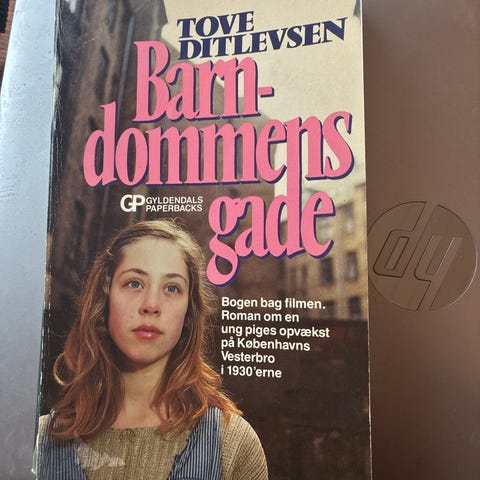 TOVE
DITLEVSEN
Barn-
dommens
gade
GP GYLDENDALS
PAPERBACKS
Bogen bag filmen.
Roman om en
ung piges opvækst
på Københavns
Vesterbro
i 1930'erne
hp